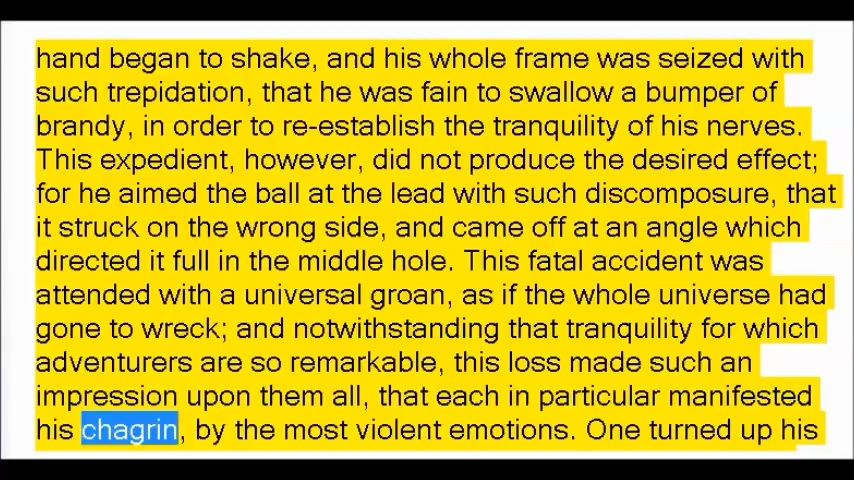 hand began to shake, and his whole frame was seized with
such trepidation, that he was fain to swallow a bumper of
brandy, in order to re-establish the tranquility of his nerves.
This expedient, however, did not produce the desired effect;
for he aimed the ball at the lead with such discomposure, that
it struck on the wrong side, and came off at an angle which
directed it full in the middle hole. This fatal accident was
attended with a universal groan, as if the whole universe had
gone to wreck; and notwithstanding that tranquility for which
adventurers are so remarkable, this loss made such an
impression upon them all, that each in particular manifested
his chagrin, by the most violent emotions. One turned up his